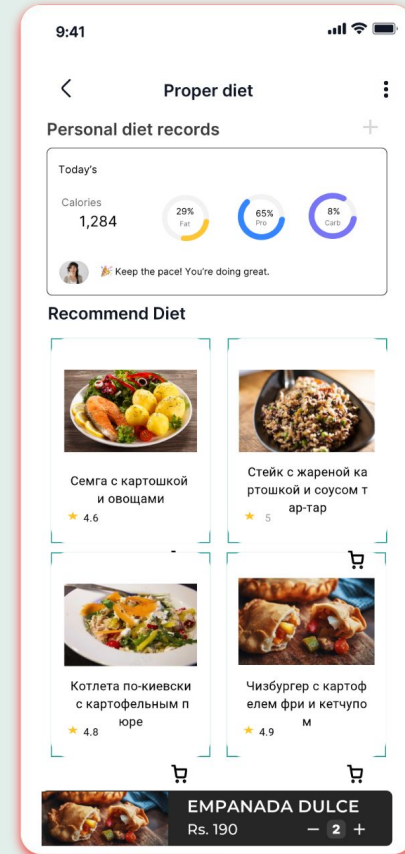 9:41
Proper diet
Personal diet records
Today's
Calories
1,284
29%
Fat
65%
Pro
8%
Carb
🎉 Keep the pace! You're doing great.
Recommend Diet
Семга с картошкой
и овощами
4.6
Стейк с жареной ка
ртошкой и соусом т
ар-тар
5
Котлета по-киевски
с картофельным п
юре
4.8
Чизбургер с картоф
елем фри и кетчупо
м
4.9
EMPANADA DULCE
Rs. 190
− 2 +